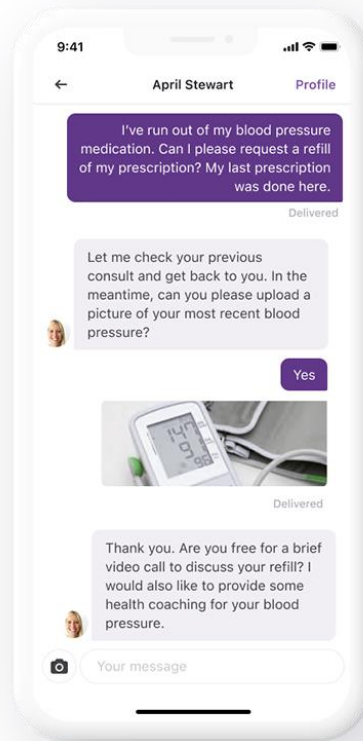 9:41
April Stewart
Profile
I've run out of my blood pressure
medication. Can I please request a refill
of my prescription? My last prescription
was done here.
Delivered
Let me check your previous
consult and get back to you. In the
meantime, can you please upload a
picture of your most recent blood
pressure?
Yes
Delivered
Thank you. Are you free for a brief
video call to discuss your refill? I
would also like to provide some
health coaching for your blood
pressure.
Your message